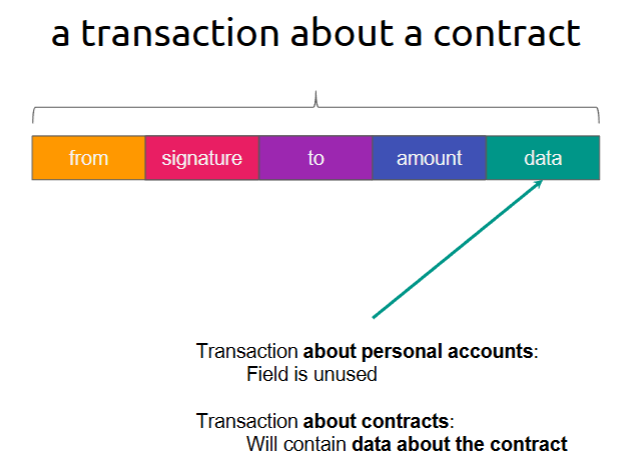 a transaction about a contract
from signature to amount data
Transaction about personal accounts:
Field is unused
Transaction about contracts:
Will contain data about the contract